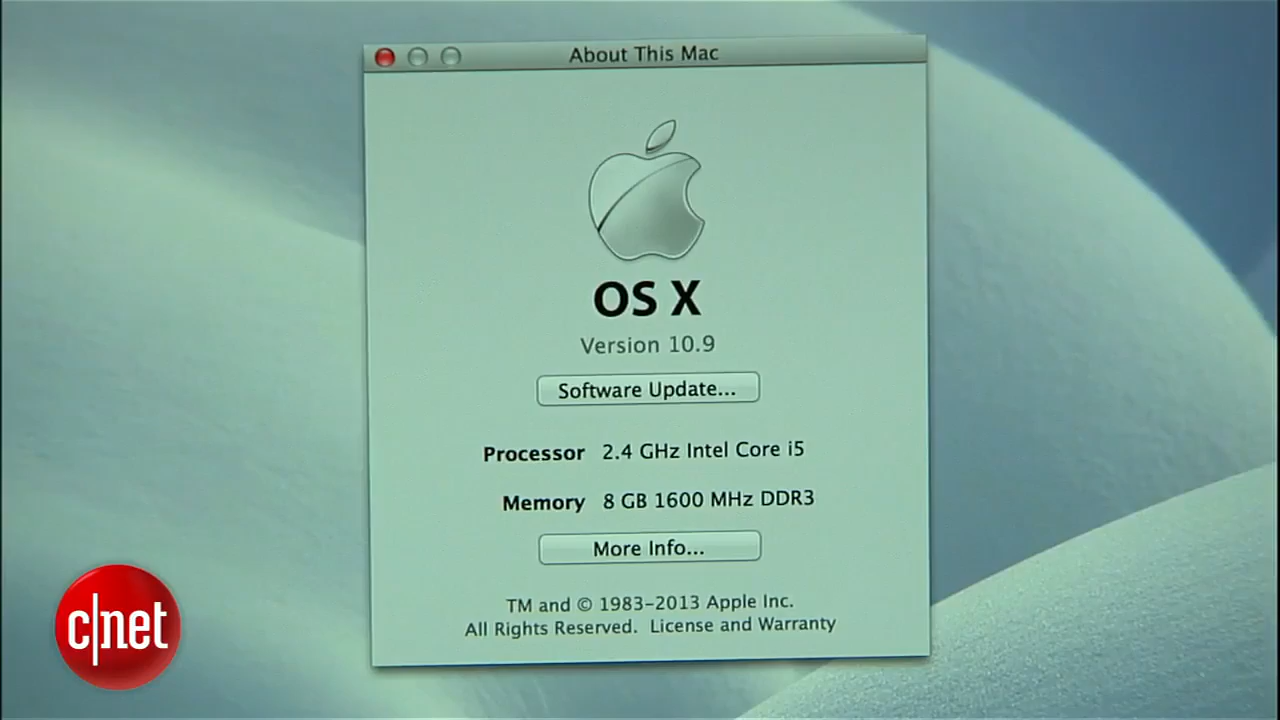 About This Mac
OS X
Version 10.9
Software Update...
Processor 2.4 GHz Intel Core i5
Memory 8 GB 1600 MHz DDR3
More Info...
TM and © 1983-2013 Apple Inc.
All Rights Reserved. License and Warranty
c|net